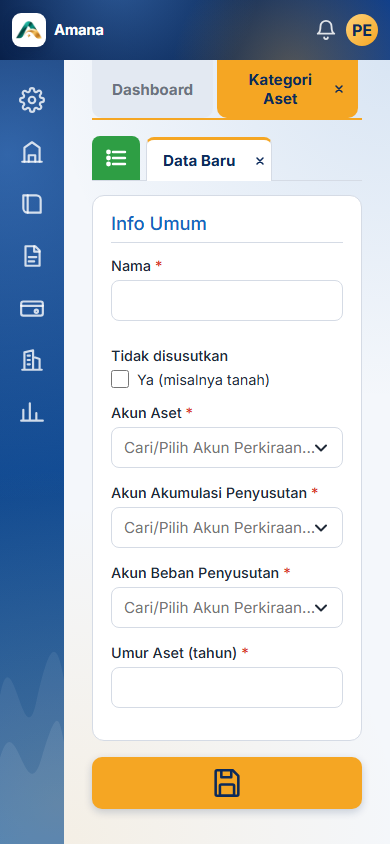 Amana
PE
Dashboard
Kategori
Aset
Data Baru
Info Umum
Nama *
Tidak disusutkan
Ya (misalnya tanah)
Akun Aset *
Cari/Pilih Akun Perkiraan...
Akun Akumulasi Penyusutan *
Cari/Pilih Akun Perkiraan...
Akun Beban Penyusutan *
Cari/Pilih Akun Perkiraan...
Umur Aset (tahun) *